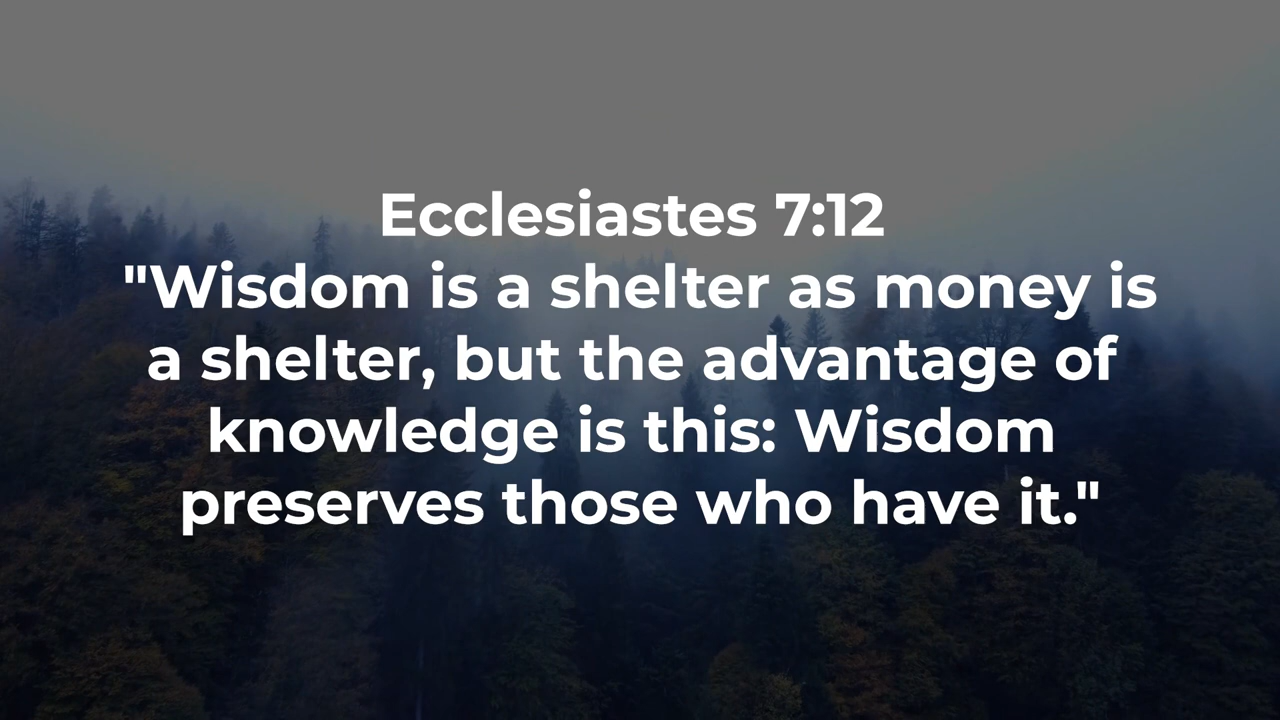 Ecclesiastes 7:12
"Wisdom is a shelter as money is
a shelter, but the advantage of
knowledge is this: Wisdom
preserves those who have it."